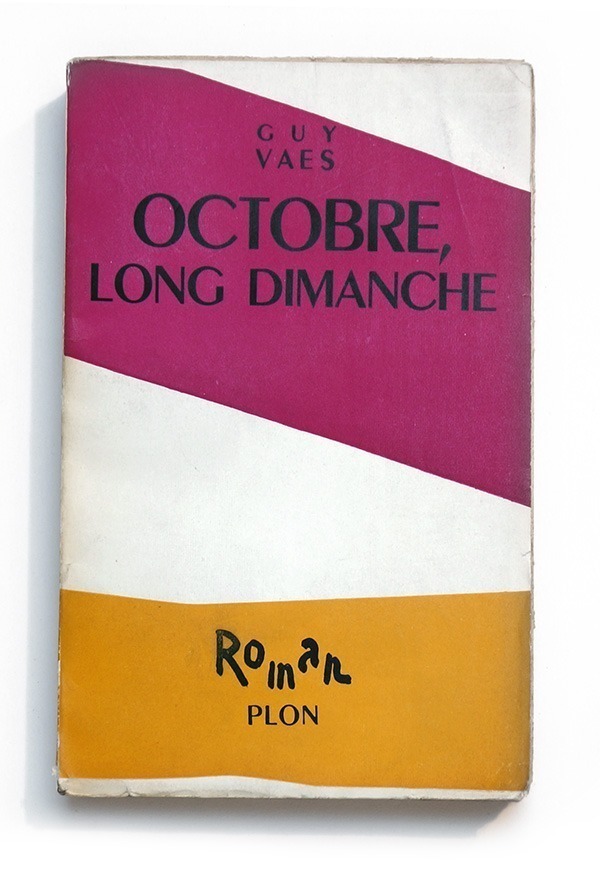 GUY
VAES
OCTOBRE,
LONG DIMANCHE
Roman
PLON